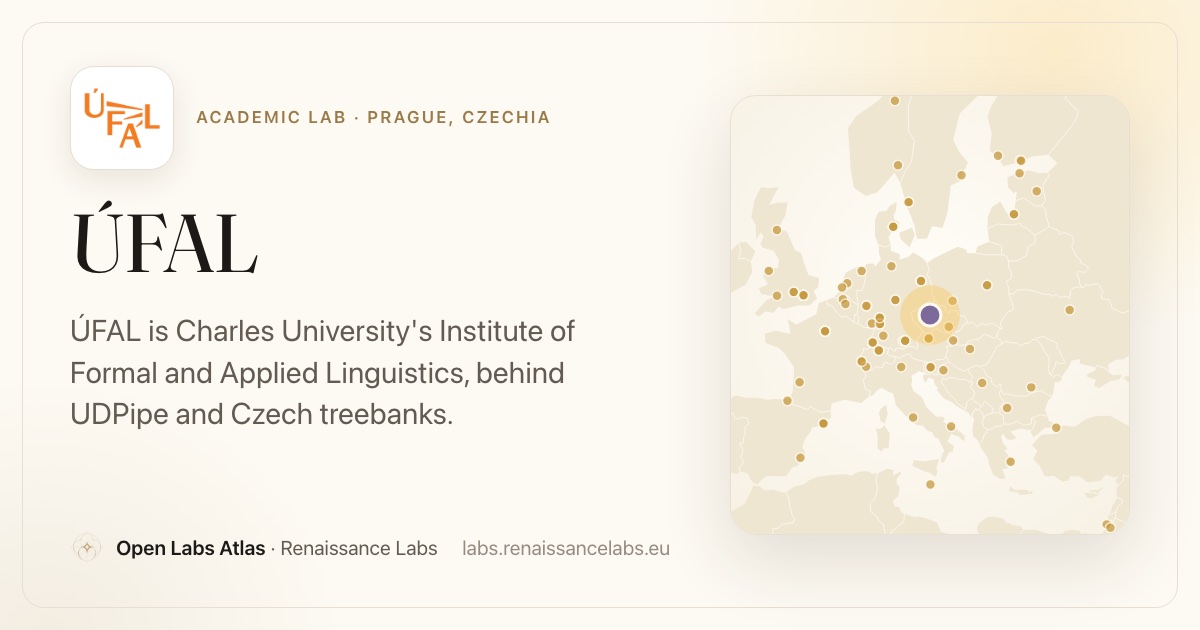 ÚFAL
ACADEMIC LAB · PRAGUE, CZECHIA
ÚFAL
ÚFAL is Charles University's Institute of
Formal and Applied Linguistics, behind
UDPipe and Czech treebanks.
Open Labs Atlas · Renaissance Labs labs.renaissancelabs.eu